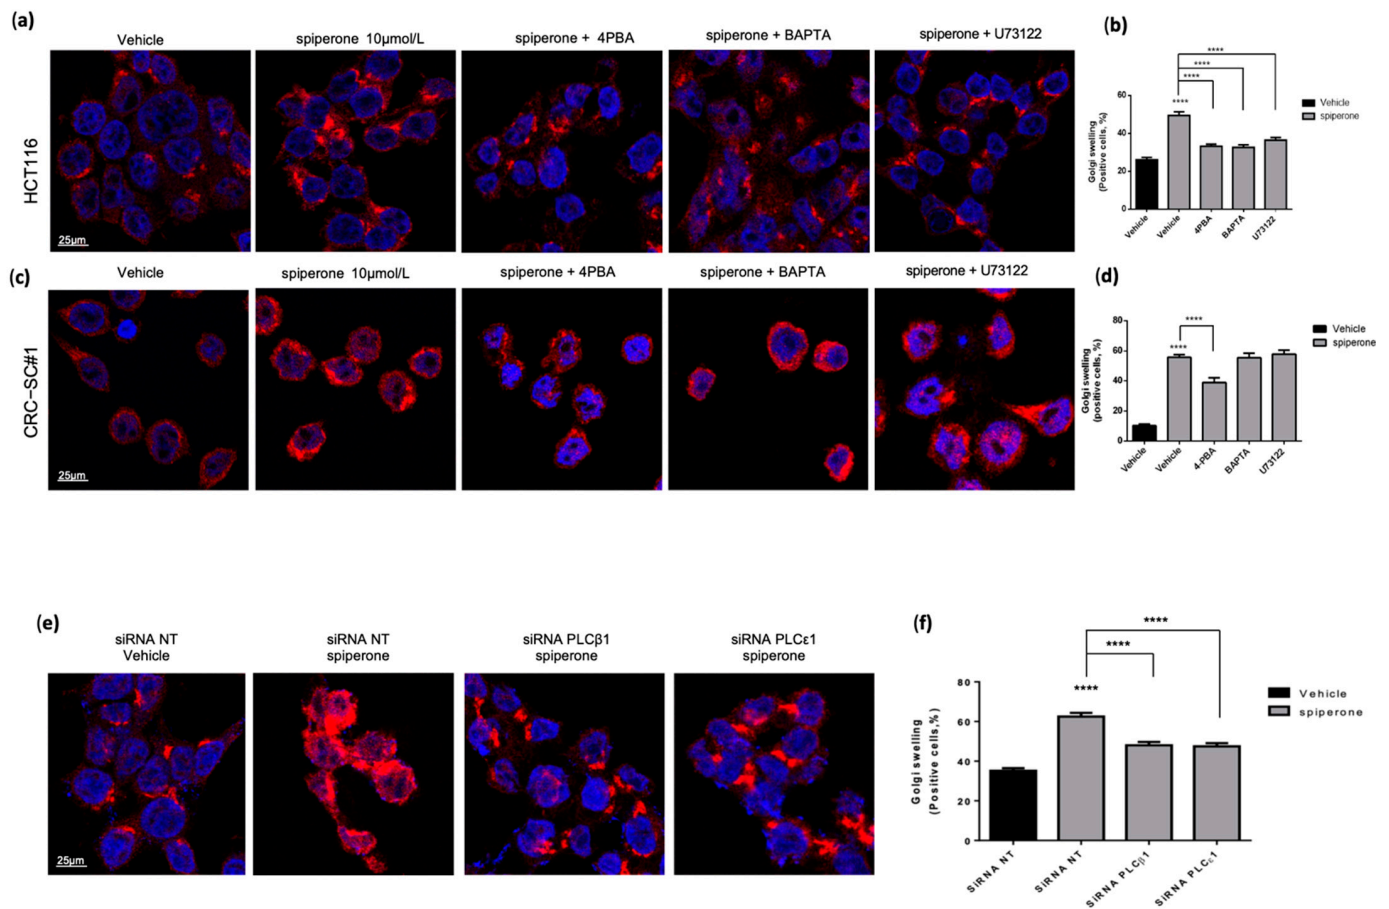 (a)
Vehicle
spiperone 10µmol/L
spiperone + 4PBA
spiperone + BAPTA
spiperone + U73122
HCT116
25µm
(b)
****
****
****
****
Golgi swelling
(Positive cells, %)
60
40
20
0
Vehicle
Vehicle
4PBA
BAPTA
U73122
Vehicle
spiperone
(c)
Vehicle
spiperone 10µmol/L
spiperone + 4PBA
spiperone + BAPTA
spiperone + U73122
CRC–SC#1
25µm
(d)
****
****
Golgi swelling
(positive cells, %)
80
60
40
20
0
Vehicle
Vehicle
4-PBA
BAPTA
U73122
Vehicle
spiperone
(e)
siRNA NT
Vehicle
siRNA NT
spiperone
siRNA PLCβ1
spiperone
siRNA PLCε1
spiperone
25µm
(f)
****
****
****
Golgi swelling
(Positive cells,%)
80
60
40
20
0
SiRNA NT
SiRNA NT
SiRNA PLCβ1
SiRNA PLCε1
Vehicle
spiperone